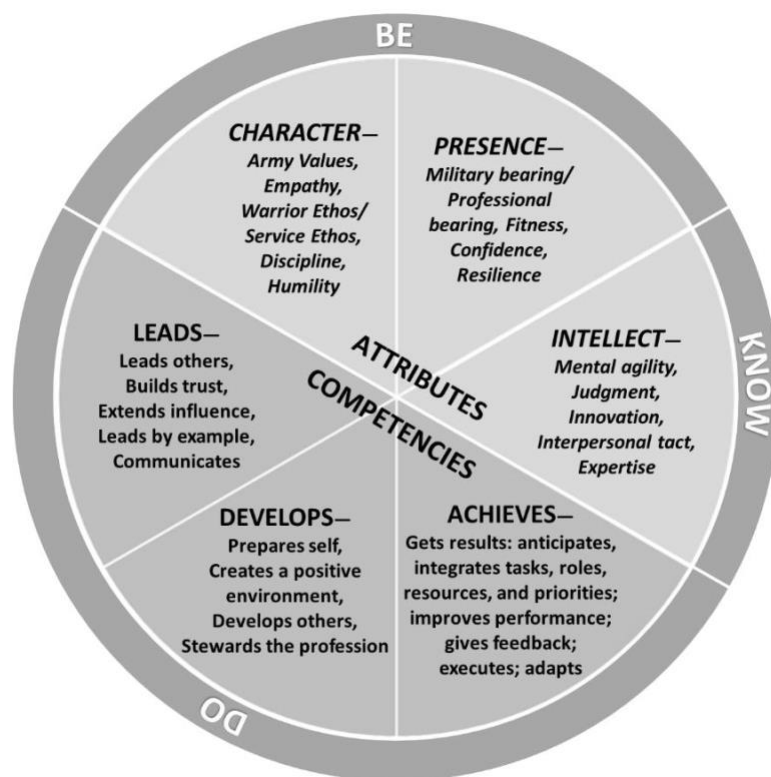 BE
CHARACTER—
Army Values,
Empathy,
Warrior Ethos/
Service Ethos,
Discipline,
Humility
PRESENCE—
Military bearing/
Professional
bearing, Fitness,
Confidence,
Resilience
KNOW
INTELLECT—
Mental agility,
Judgment,
Innovation,
Interpersonal tact,
Expertise
ATTRIBUTES
COMPETENCIES
LEADS—
Leads others,
Builds trust,
Extends influence,
Leads by example,
Communicates
DEVELOPS—
Prepares self,
Creates a positive
environment,
Develops others,
Stewards the profession
ACHIEVES—
Gets results: anticipates,
integrates tasks, roles,
resources, and priorities;
improves performance;
gives feedback;
executes; adapts
DO